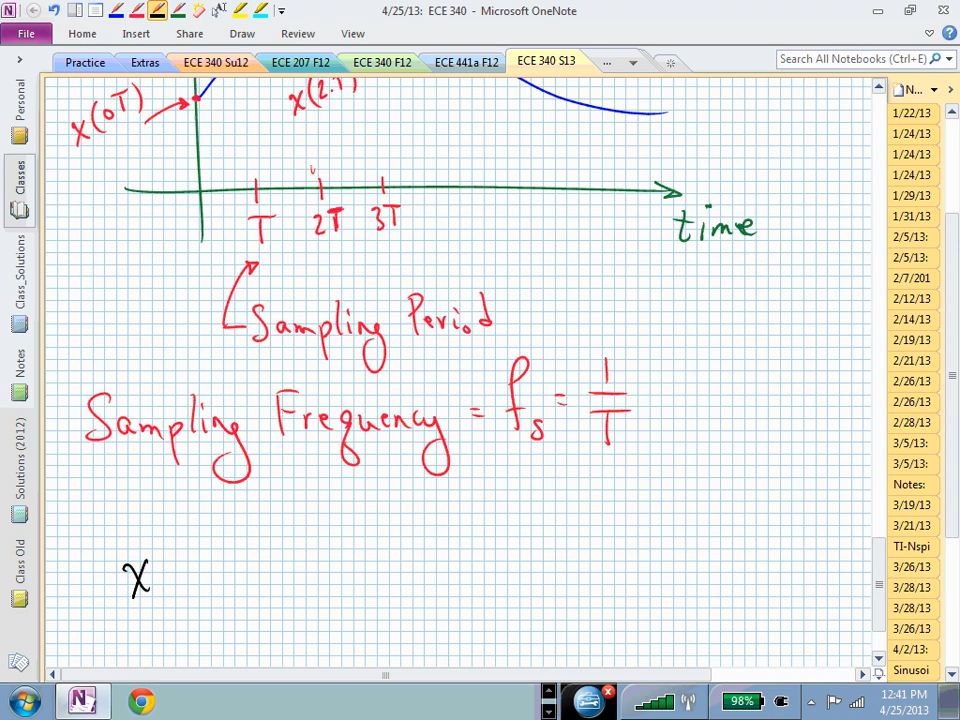 4/25/13: ECE 340 - Microsoft OneNote
File Home Insert Share Draw Review View
Practice Extras ECE 340 Su12 ECE 207 F12 ECE 340 F12 ECE 441a F12 ECE 340 S13 ...
Search All Notebooks (Ctrl+E)
N...
Personal
Classes
Class_Solutions
Notes
Solutions (2012)
Class Old
x(0T)
x(2·T)
T 2T 3T
time
Sampling Period
Sampling Frequency = fs = 1/T
x
1/22/13
1/24/13
1/24/13
1/24/13
1/29/13
1/31/13
2/5/13:
2/5/13:
2/7/201
2/12/13
2/14/13
2/19/13
2/21/13
2/26/13
2/26/13
2/28/13
3/5/13:
3/5/13:
Notes:
3/19/13
3/21/13
TI-Nspi
3/26/13
3/28/13
3/28/13
3/26/13
4/2/13:
Sinusoi
98%
12:41 PM
4/25/2013